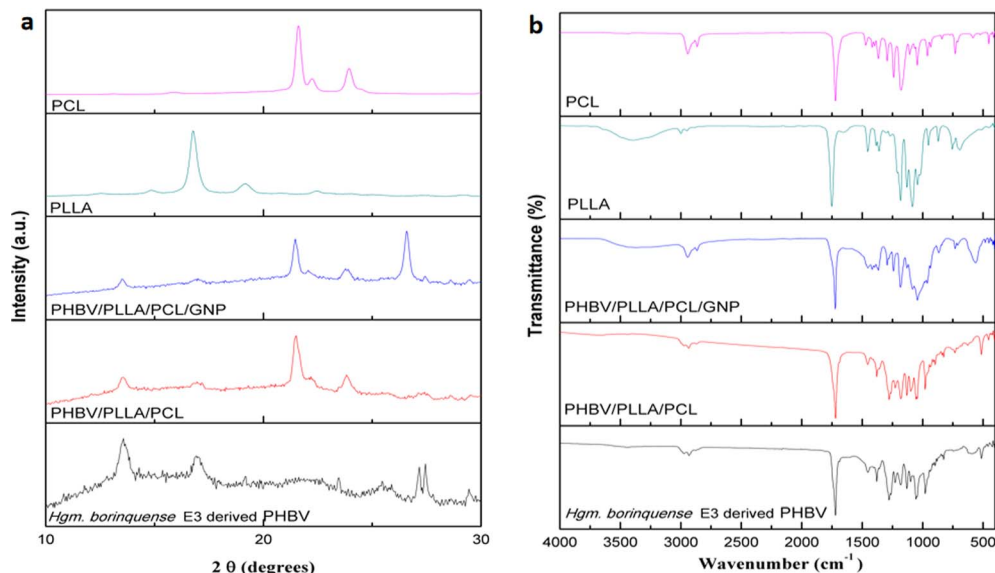 a
Intensity (a.u.)
PCL
PLLA
PHBV/PLLA/PCL/GNP
PHBV/PLLA/PCL
Hgm. borinquense E3 derived PHBV
10 20 30
2 θ (degrees)
b
Transmittance (%)
PCL
PLLA
PHBV/PLLA/PCL/GNP
PHBV/PLLA/PCL
Hgm. borinquense E3 derived PHBV
4000 3500 3000 2500 2000 1500 1000 500
Wavenumber (cm⁻¹)